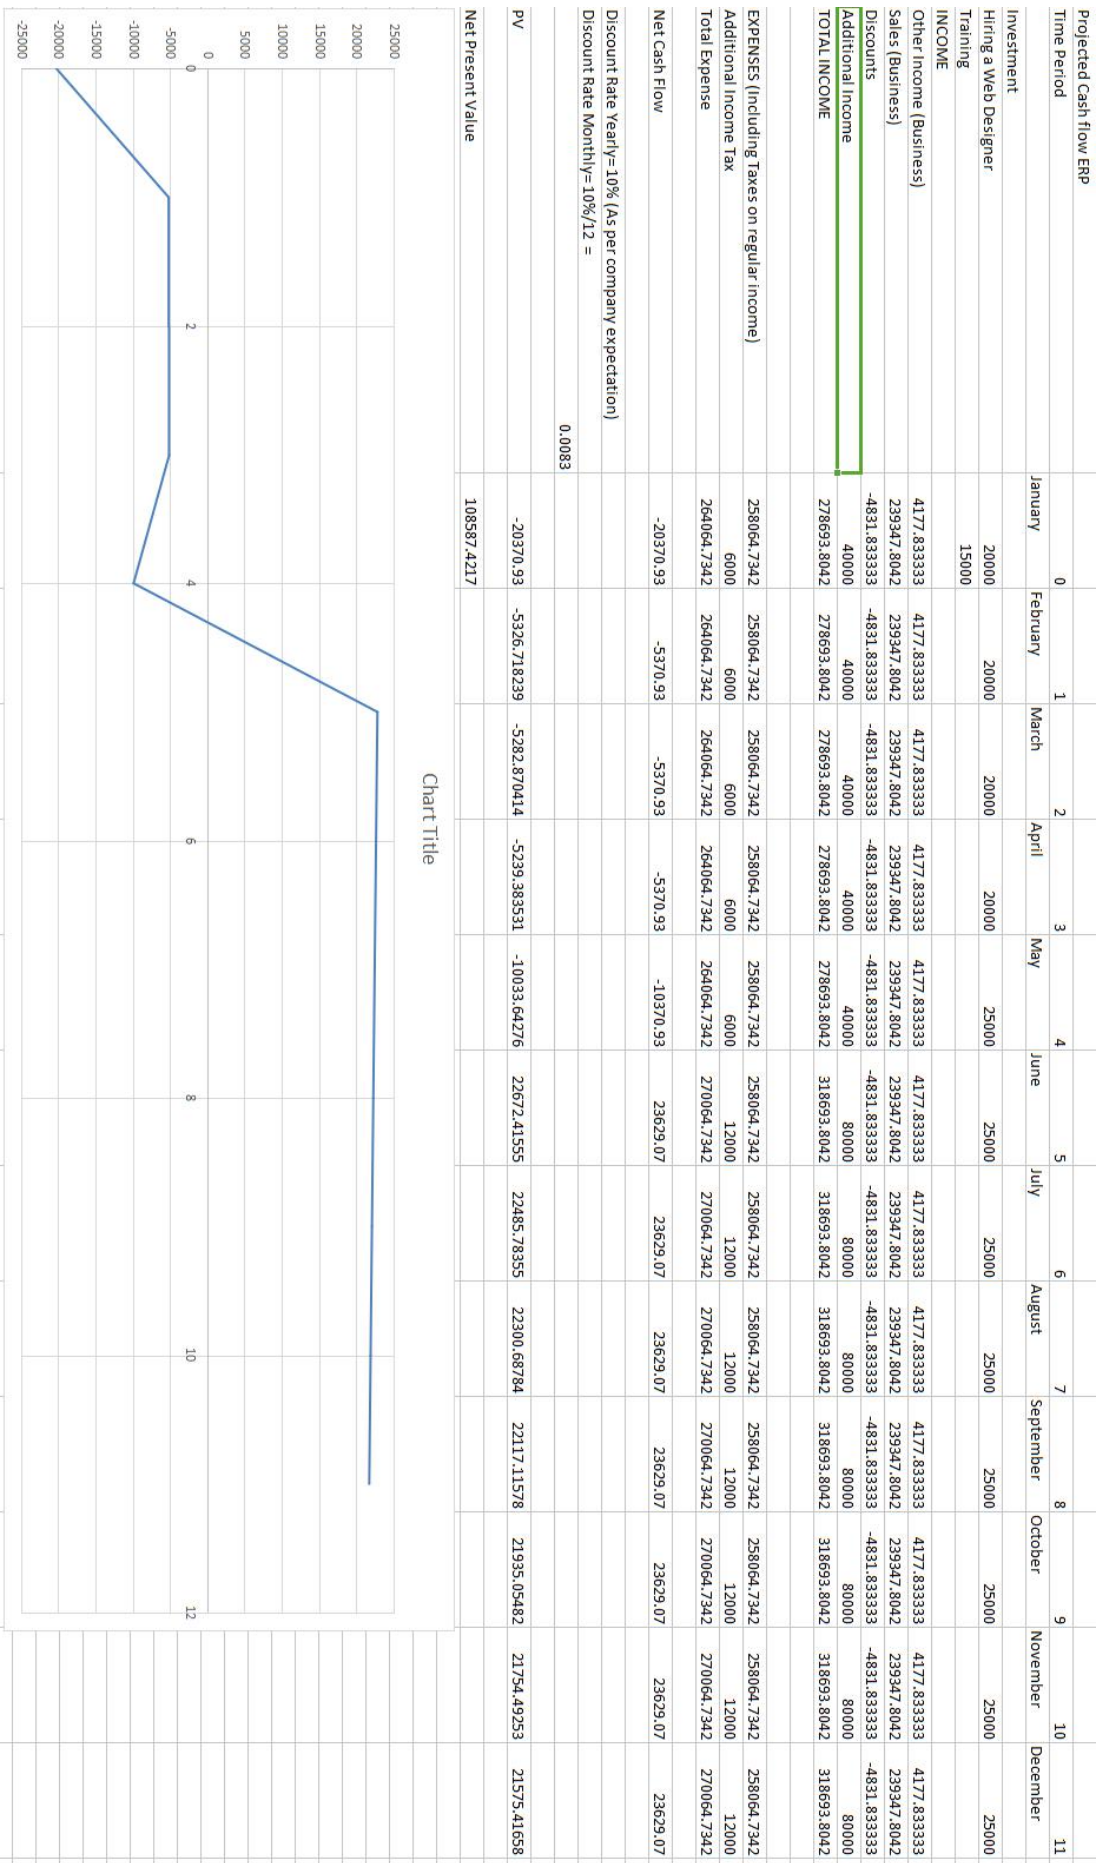 Projected Cash flow ERP
January February March April May June July August September October November December
Time Period 0 1 2 3 4 5 6 7 8 9 10 11
Investment
Hiring a Web Designer 20000 20000 20000 20000 25000 25000 25000 25000 25000 25000 25000 25000
Training 15000
INCOME
Other Income (Business) 4177.833333 4177.833333 4177.833333 4177.833333 4177.833333 4177.833333 4177.833333 4177.833333 4177.833333 4177.833333 4177.833333 4177.833333
Sales (Business) 239347.8042 239347.8042 239347.8042 239347.8042 239347.8042 239347.8042 239347.8042 239347.8042 239347.8042 239347.8042 239347.8042 239347.8042
Discounts -4831.833333 -4831.833333 -4831.833333 -4831.833333 -4831.833333 -4831.833333 -4831.833333 -4831.833333 -4831.833333 -4831.833333 -4831.833333 -4831.833333
Additional Income 40000 40000 40000 40000 40000 80000 80000 80000 80000 80000 80000 80000
TOTAL INCOME 278693.8042 278693.8042 278693.8042 278693.8042 278693.8042 318693.8042 318693.8042 318693.8042 318693.8042 318693.8042 318693.8042 318693.8042
EXPENSES (Including Taxes on regular income) 258064.7342 258064.7342 258064.7342 258064.7342 258064.7342 258064.7342 258064.7342 258064.7342 258064.7342 258064.7342 258064.7342 258064.7342
Additional Income Tax 6000 6000 6000 6000 6000 12000 12000 12000 12000 12000 12000 12000
Total Expense 264064.7342 264064.7342 264064.7342 264064.7342 264064.7342 270064.7342 270064.7342 270064.7342 270064.7342 270064.7342 270064.7342 270064.7342
Net Cash Flow -20370.93 -5370.93 -5370.93 -5370.93 -10370.93 23629.07 23629.07 23629.07 23629.07 23629.07 23629.07 23629.07
Discount Rate Yearly=10% (As per company expectation)
Discount Rate Monthly=10%/12 =
0.0083
PV -20370.93 -5326.718239 -5282.870414 -5239.383531 -10033.64276 22672.41555 22485.78355 22300.68784 22117.11578 21935.05482 21754.49253 21575.41658
Net Present Value 108587.4217
Chart Title
25000
20000
15000
10000
5000
0
0 2 4 6 8 10 12
-5000
-10000
-15000
-20000
-25000